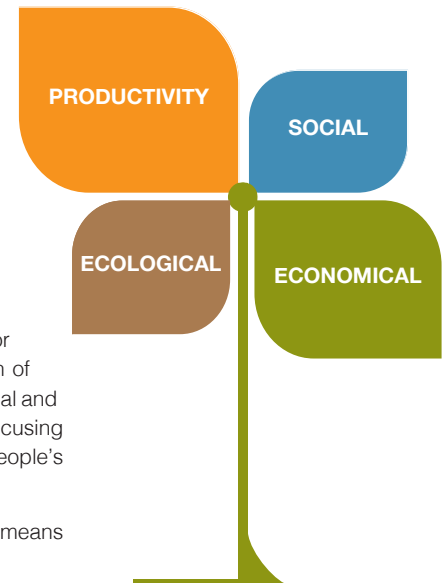 PRODUCTIVITY
SOCIAL
ECOLOGICAL
ECONOMICAL
or
of
al and
cusing
eople's
means